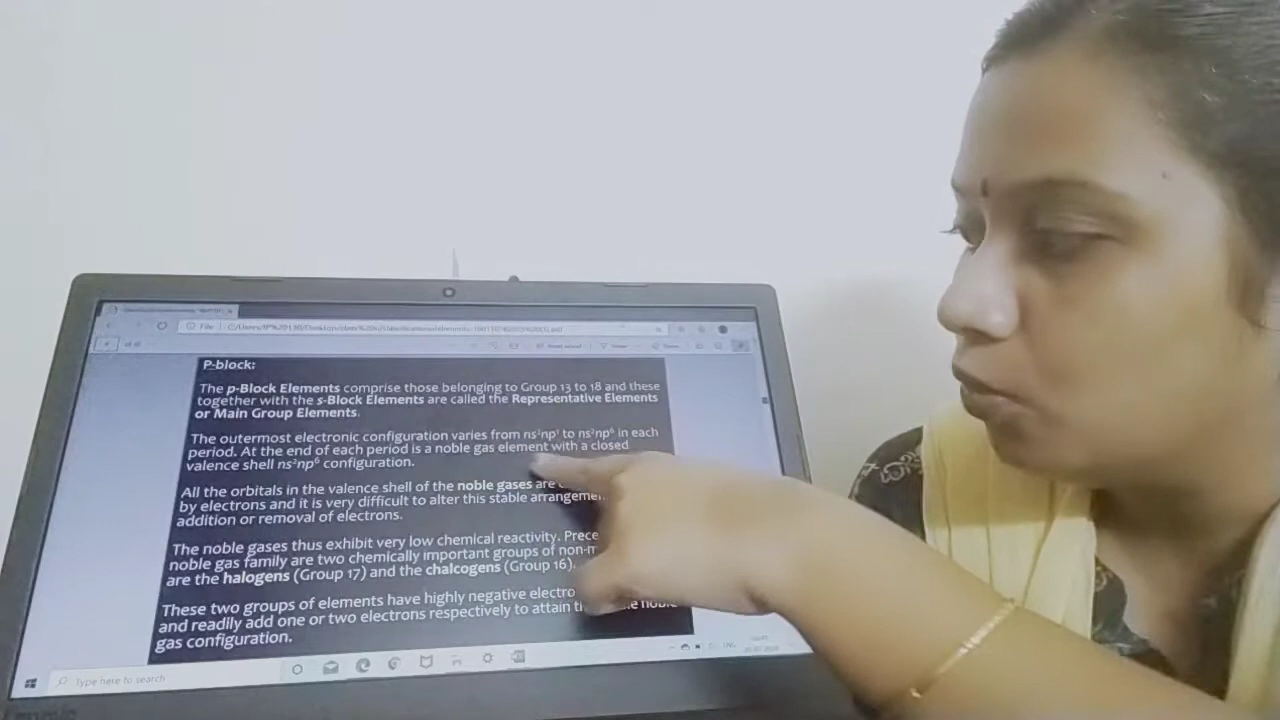 File
P-block:
The p-Block Elements comprise those belonging to Group 13 to 18 and these
together with the s-Block Elements are called the Representative Elements
or Main Group Elements.
The outermost electronic configuration varies from ns²np¹ to ns²np⁶ in each
period. At the end of each period is a noble gas element with a closed
valence shell ns²np⁶ configuration.
All the orbitals in the valence shell of the noble gases are
by electrons and it is very difficult to alter this stable
addition or removal of electrons.
The noble gases thus exhibit very low chemical reactivity.
noble gas family are two chemically important groups of
are the halogens (Group 17) and the chalcogens (Group 16).
These two groups of elements have highly negative
and readily add one or two electrons respectively to attain noble
gas configuration.
Type here to search
ENG